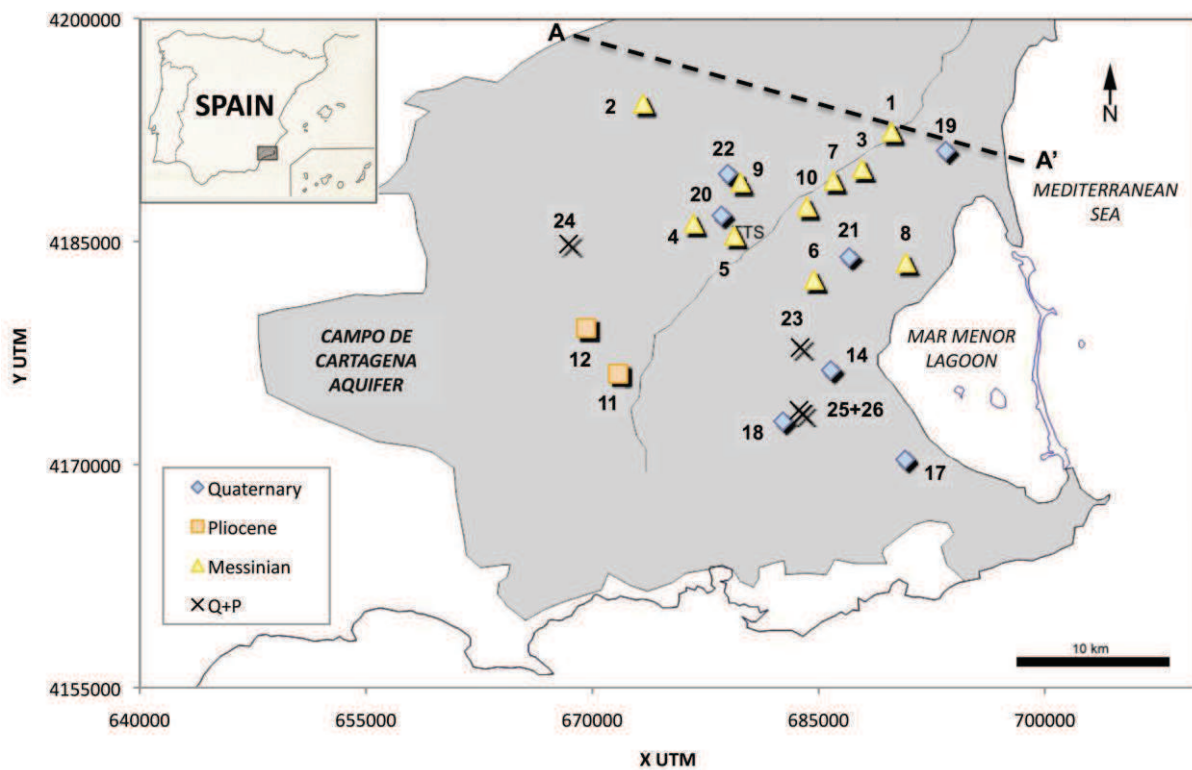 4200000
4185000
4170000
4155000
Y UTM
640000
655000
670000
685000
700000
X UTM
SPAIN
A
A'
N
MEDITERRANEAN
SEA
1
19
2
3
7
22
9
10
20
24
4
TS
5
21
8
6
23
CAMPO DE
CARTAGENA
AQUIFER
12
11
14
MAR MENOR
LAGOON
18
25+26
17
Quaternary
Pliocene
Messinian
Q+P
10 km